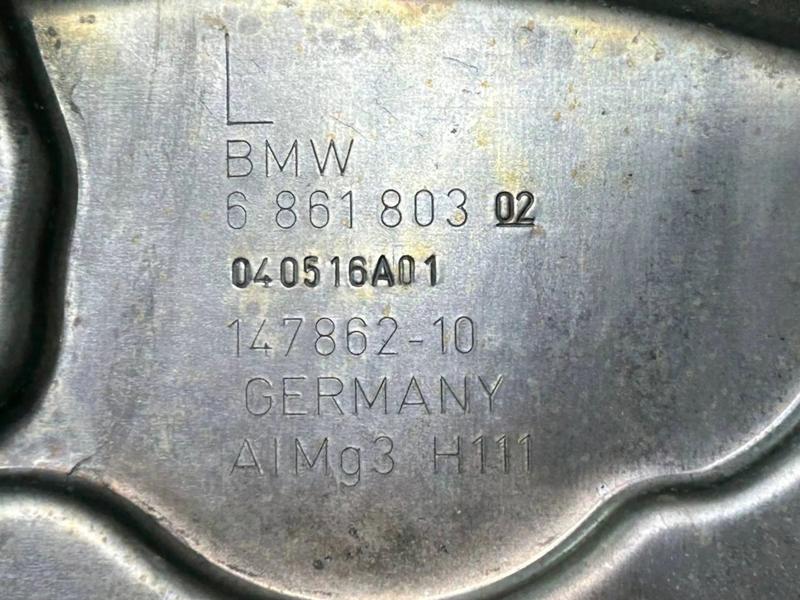 L
BMW
6 861 803 02
040516A01
147862-10
GERMANY
AlMg3 H111